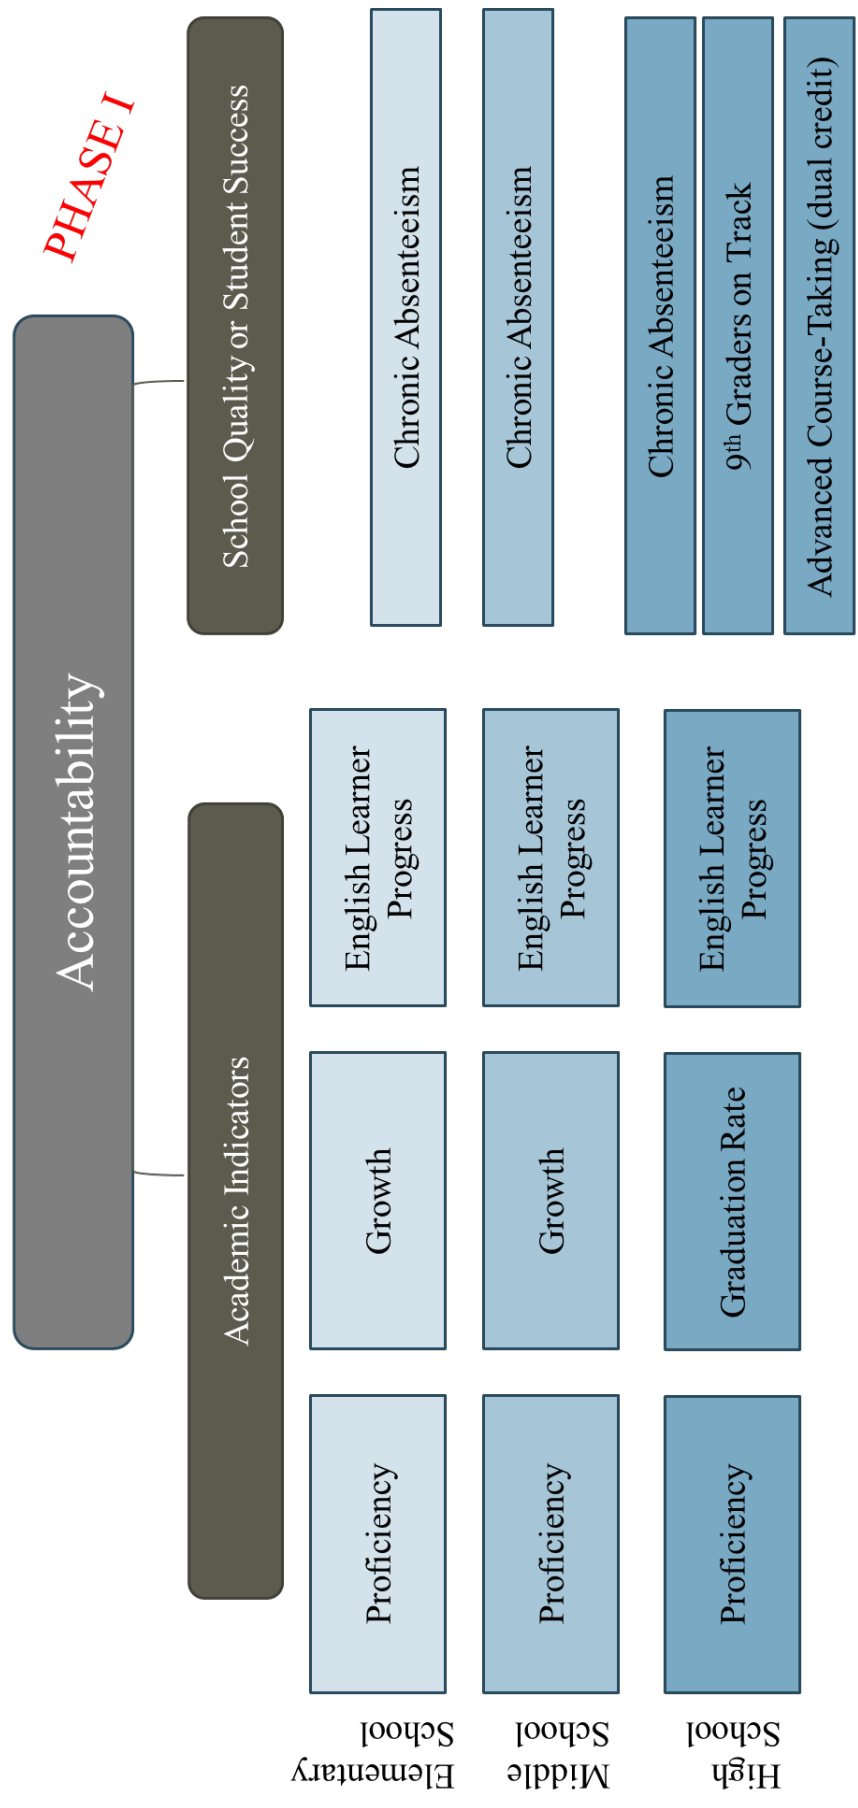 PHASE I
Accountability
Academic Indicators
School Quality or Student Success
Elementary
School
Proficiency
Growth
English Learner
Progress
Chronic Absenteeism
Middle
School
Proficiency
Growth
English Learner
Progress
Chronic Absenteeism
High
School
Proficiency
Graduation Rate
English Learner
Progress
Chronic Absenteeism
9th Graders on Track
Advanced Course-Taking (dual credit)